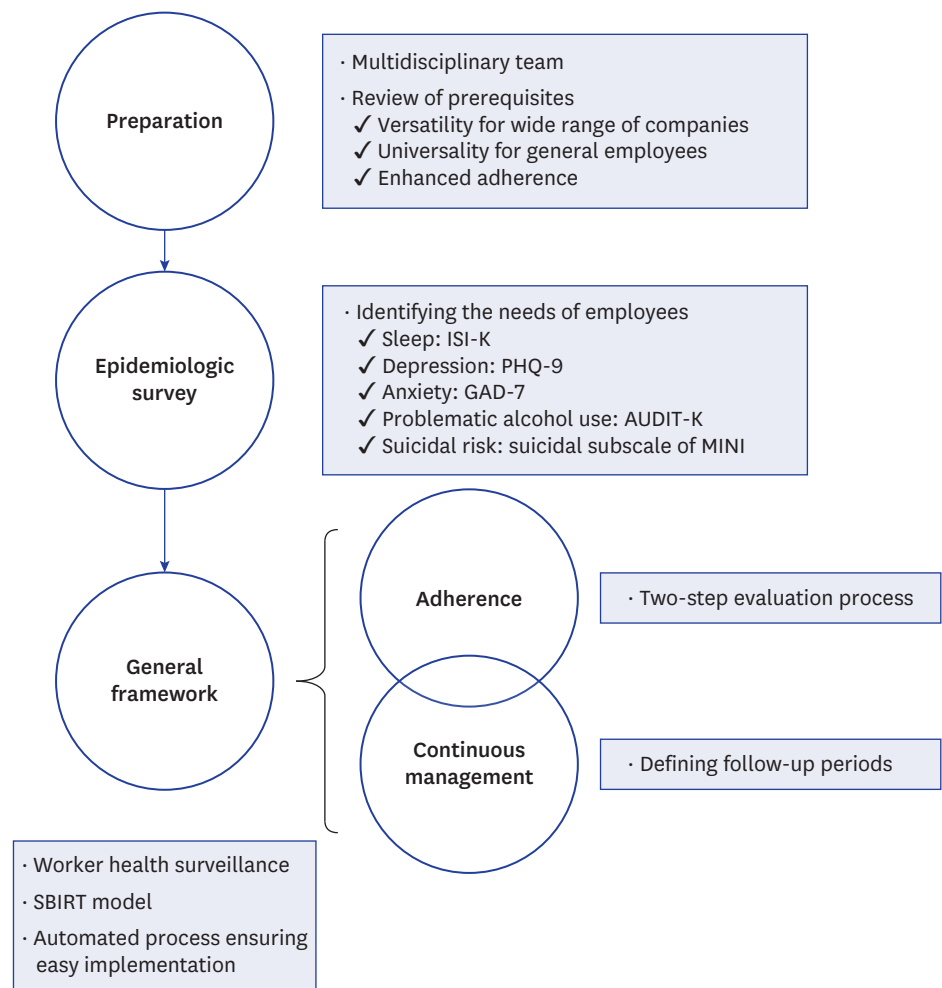 Preparation
· Multidisciplinary team
· Review of prerequisites
✓ Versatility for wide range of companies
✓ Universality for general employees
✓ Enhanced adherence
Epidemiologic
survey
· Identifying the needs of employees
✓ Sleep: ISI-K
✓ Depression: PHQ-9
✓ Anxiety: GAD-7
✓ Problematic alcohol use: AUDIT-K
✓ Suicidal risk: suicidal subscale of MINI
General
framework
Adherence
· Two-step evaluation process
Continuous
management
· Defining follow-up periods
· Worker health surveillance
· SBIRT model
· Automated process ensuring
easy implementation